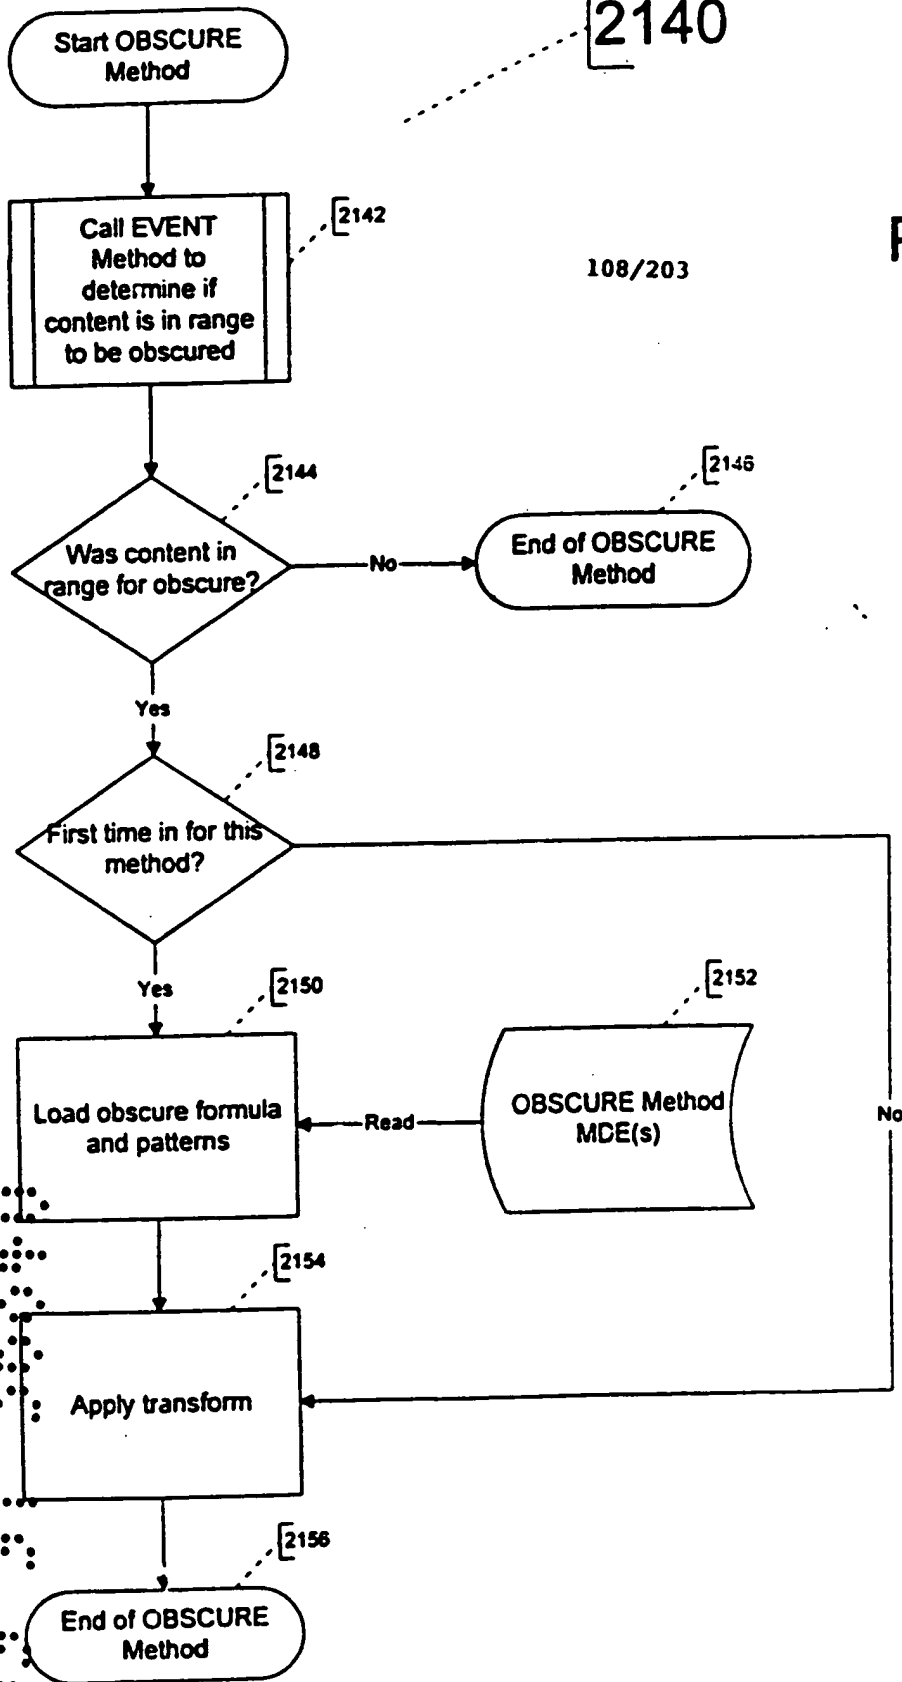 Start OBSCURE
Method
2140
Call EVENT
Method to
determine if
content is in range
to be obscured
2142
108/203
2144
Was content in
range for obscure?
No
2146
End of OBSCURE
Method
Yes
2148
First time in for this
method?
Yes
2150
Load obscure formula
and patterns
Read
2152
OBSCURE Method
MDE(s)
No
2154
Apply transform
2156
End of OBSCURE
Method